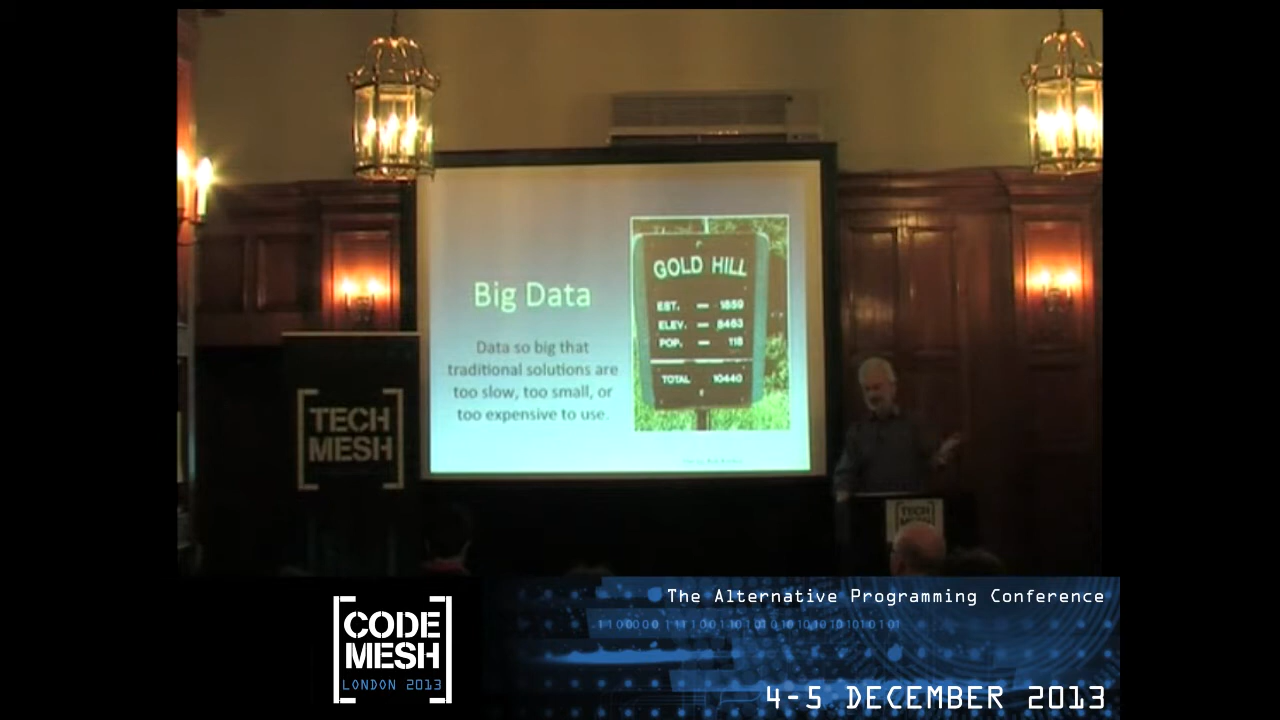 Big Data
Data so big that
traditional solutions are
too slow, too small, or
too expensive to use.
GOLD HILL
EST. — 1859
ELEV. — 8463
POP. — 118
TOTAL 10440
[TECH
MESH]
TECH
MESH
[CODE
MESH]
LONDON 2013
The Alternative Programming Conference
4-5 DECEMBER 2013